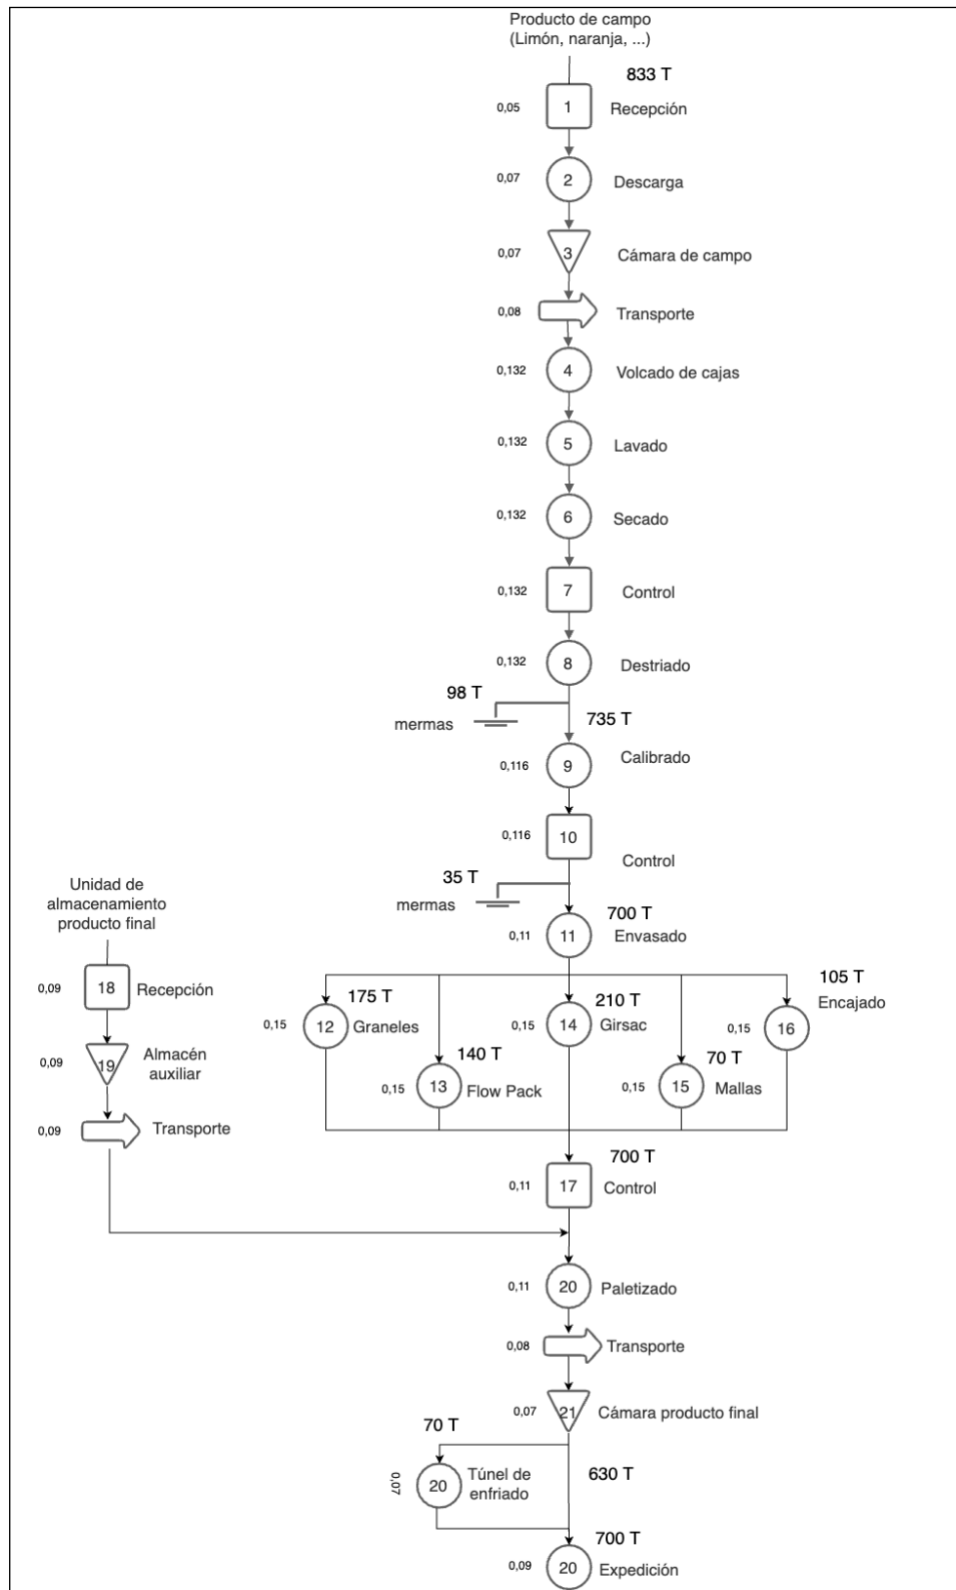 Producto de campo
(Limón, naranja, ...)
833 T
0,05
1
Recepción
0,07
2
Descarga
0,07
3
Cámara de campo
0,08
Transporte
0,132
4
Volcado de cajas
0,132
5
Lavado
0,132
6
Secado
0,132
7
Control
0,132
8
Destriado
98 T
mermas
735 T
0,116
9
Calibrado
0,116
10
Control
35 T
mermas
700 T
0,11
11
Envasado
Unidad de
almacenamiento
producto final
0,09
18
Recepción
0,09
19
Almacén
auxiliar
0,09
Transporte
175 T
0,15
12
Graneles
140 T
0,15
13
Flow Pack
210 T
0,15
14
Girsac
70 T
0,15
15
Mallas
105 T
Encajado
0,15
16
700 T
0,11
17
Control
0,11
20
Paletizado
0,08
Transporte
0,07
21
Cámara producto final
70 T
0,07
20
Túnel de
enfriado
630 T
700 T
0,09
20
Expedición